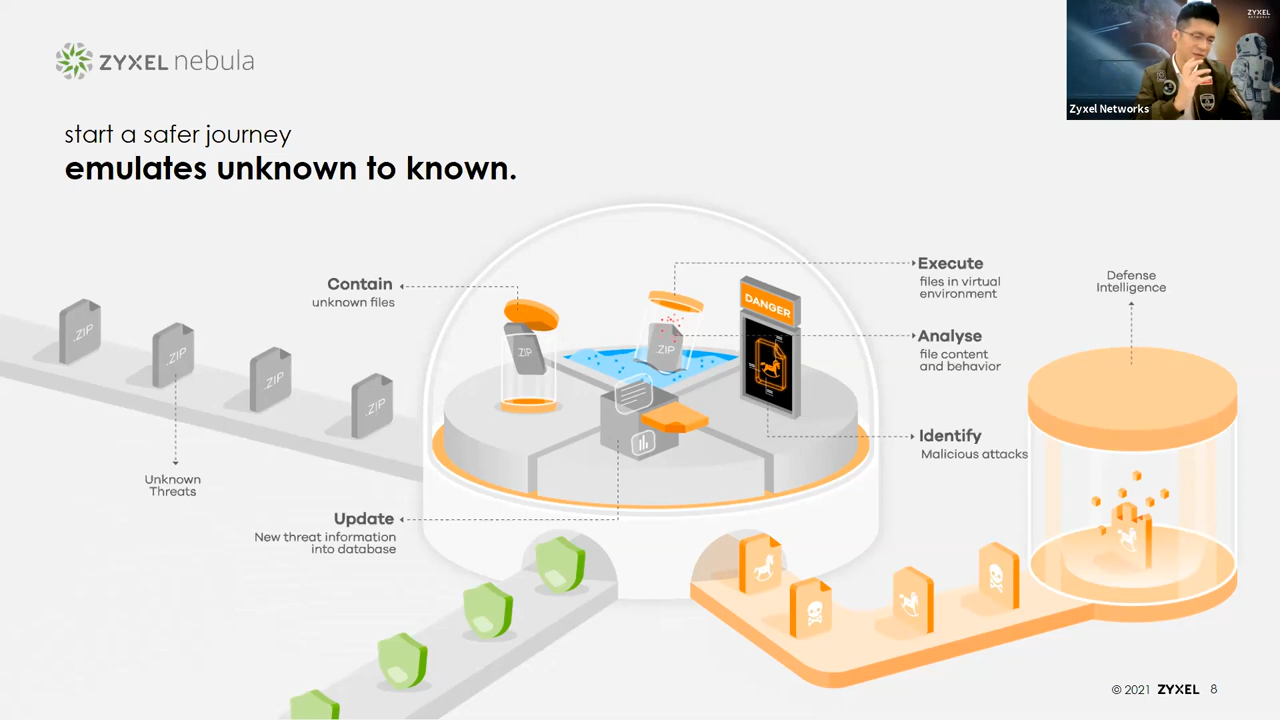 ZYXEL nebula
ZYXEL
NETWORKS
Zyxel Networks
start a safer journey
emulates unknown to known.
Contain
unknown files
Execute
files in virtual
environment
Defense
Intelligence
DANGER
Analyse
file content
and behavior
.ZIP
.ZIP
.ZIP
.ZIP
.ZIP
.ZIP
Identify
Malicious attacks
Unknown
Threats
Update
New threat information
into database
© 2021 ZYXEL 8